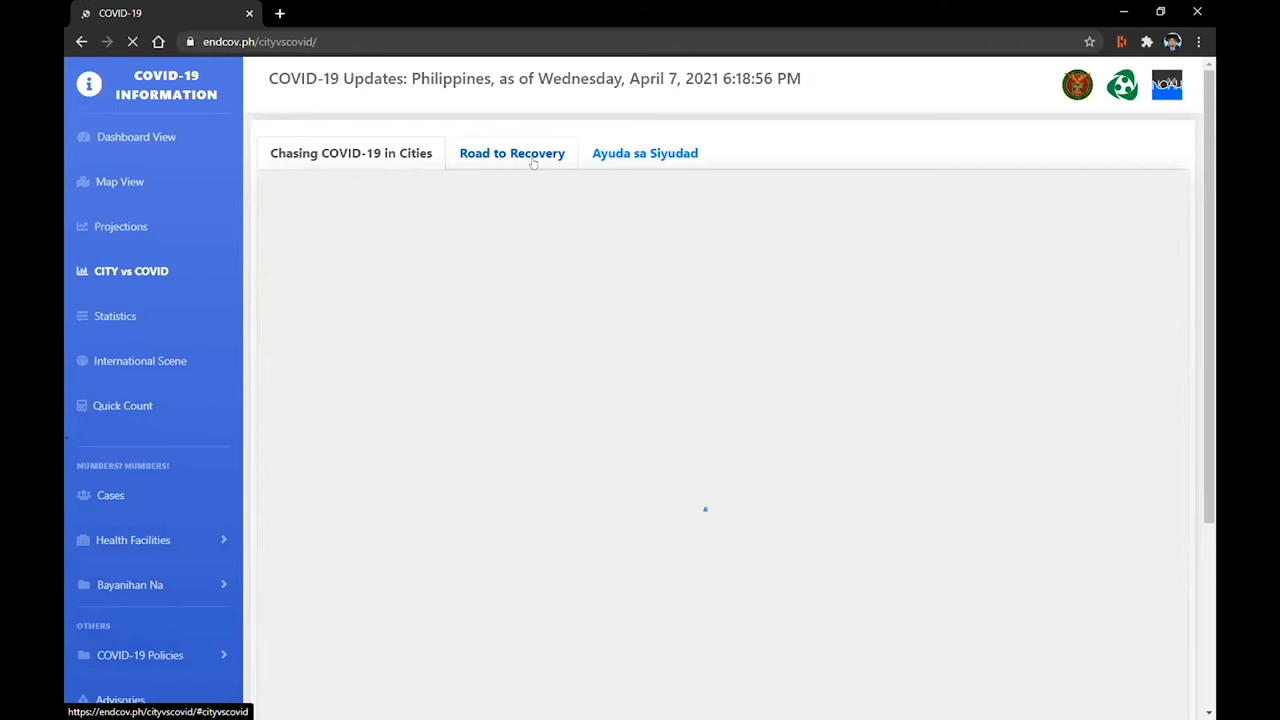 COVID-19
endcov.ph/cityvscovid/
COVID-19
INFORMATION
COVID-19 Updates: Philippines, as of Wednesday, April 7, 2021 6:18:56 PM
NOAH
Dashboard View
Chasing COVID-19 in Cities
Road to Recovery
Ayuda sa Siyudad
Map View
Projections
CITY vs COVID
Statistics
International Scene
Quick Count
NUMBERS? NUMBERS!
Cases
Health Facilities
Bayanihan Na
OTHERS
COVID-19 Policies
Advisories
https://endcov.ph/cityvscovid/#cityvscovid